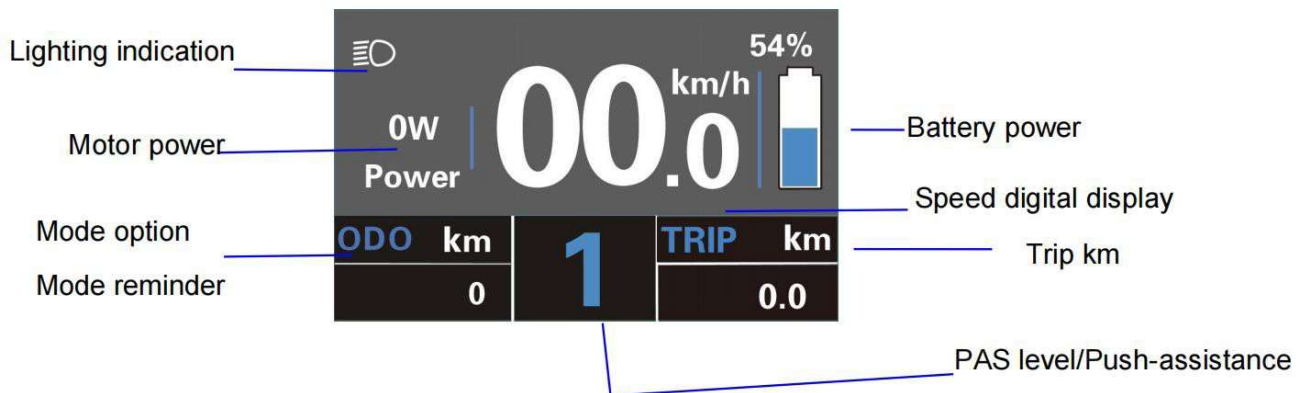 Lighting indication
Motor power
Mode option
Mode reminder
54%
km/h
00.0
0W
Power
ODO km
0
1
TRIP km
0.0
Battery power
Speed digital display
Trip km
PAS level/Push-assistance